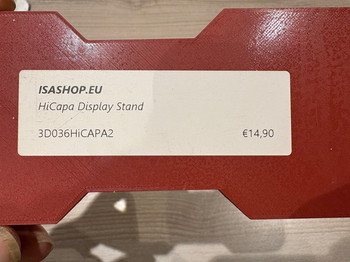 ISASHOP.EU
HiCapa Display Stand
3D036HiCAPA2 €14,90